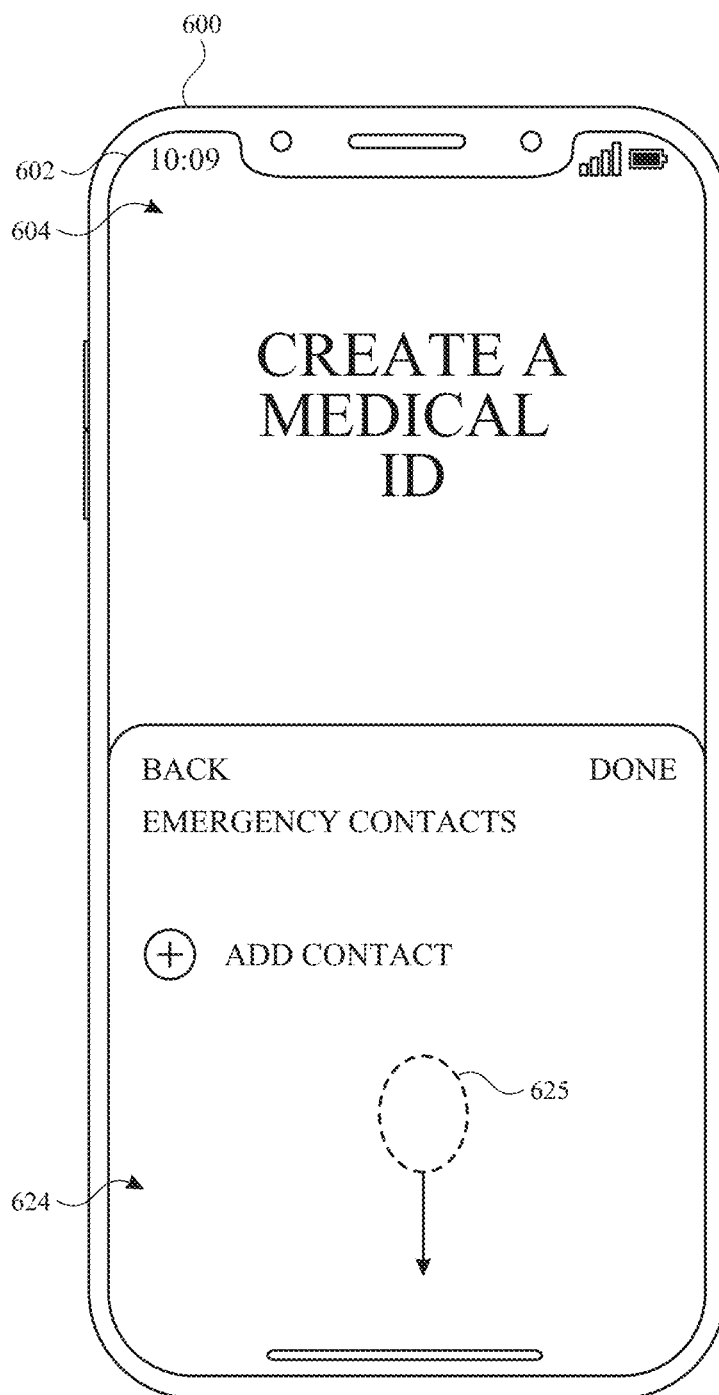 600
602
10:09
604
CREATE A
MEDICAL
ID
BACK DONE
EMERGENCY CONTACTS
ADD CONTACT
625
624